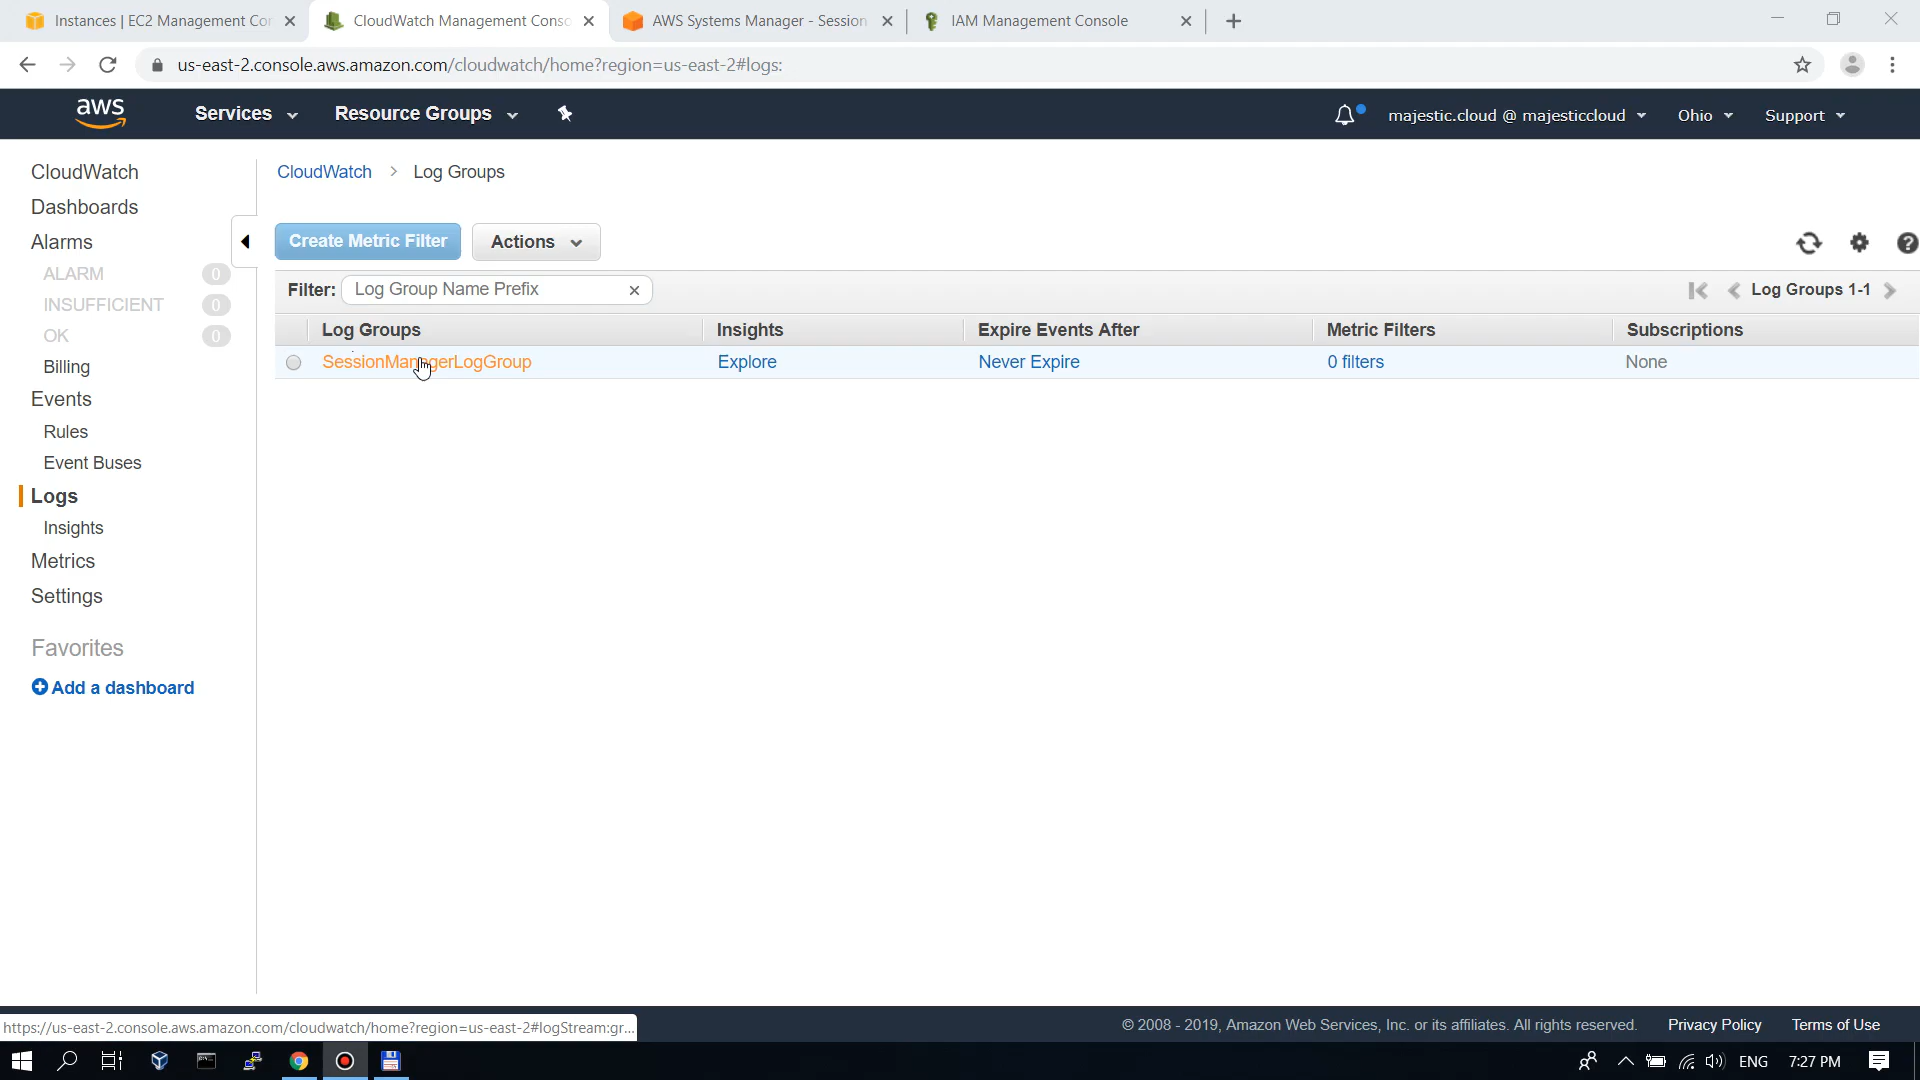 Instances | EC2 Management Con
CloudWatch Management Conso
AWS Systems Manager - Session
IAM Management Console
us-east-2.console.aws.amazon.com/cloudwatch/home?region=us-east-2#logs:
aws
Services
Resource Groups
majestic.cloud @ majesticcloud
Ohio
Support
CloudWatch
Dashboards
Alarms
ALARM 0
INSUFFICIENT 0
OK 0
Billing
Events
Rules
Event Buses
Logs
Insights
Metrics
Settings
Favorites
Add a dashboard
CloudWatch > Log Groups
Create Metric Filter
Actions
Filter: Log Group Name Prefix
Log Groups 1-1
Log Groups Insights Expire Events After Metric Filters Subscriptions
SessionManagerLogGroup Explore Never Expire 0 filters None
https://us-east-2.console.aws.amazon.com/cloudwatch/home?region=us-east-2#logStream:gr...
© 2008 - 2019, Amazon Web Services, Inc. or its affiliates. All rights reserved.
Privacy Policy
Terms of Use
ENG
7:27 PM